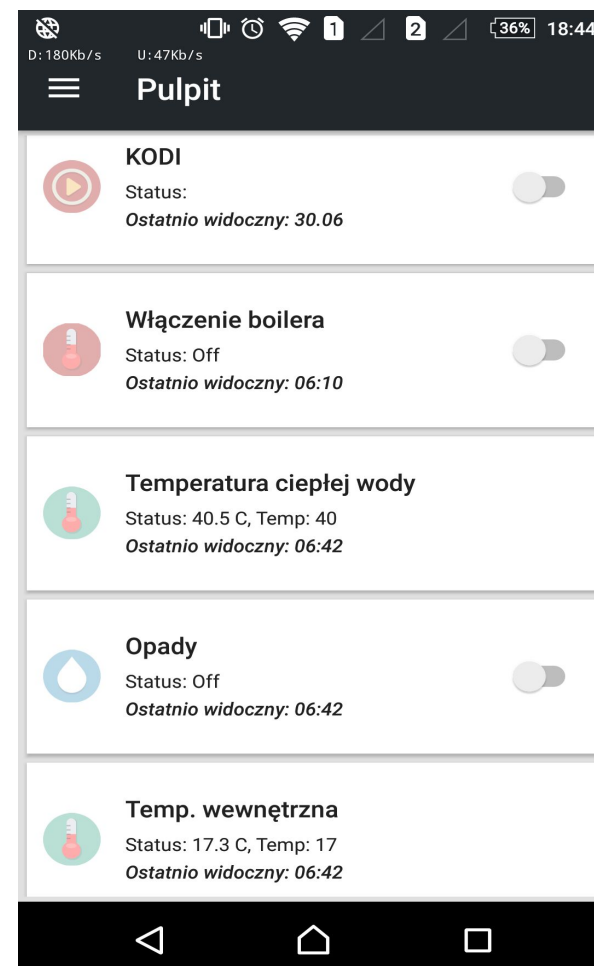 1 2 36% 18:44
D:180Kb/s U:47Kb/s
Pulpit
KODI
Status:
Ostatnio widoczny: 30.06
Włączenie boilera
Status: Off
Ostatnio widoczny: 06:10
Temperatura ciepłej wody
Status: 40.5 C, Temp: 40
Ostatnio widoczny: 06:42
Opady
Status: Off
Ostatnio widoczny: 06:42
Temp. wewnętrzna
Status: 17.3 C, Temp: 17
Ostatnio widoczny: 06:42